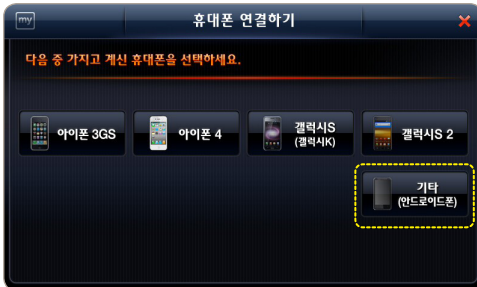 my
휴대폰 연결하기
다음 중 가지고 계신 휴대폰을 선택하세요.
아이폰 3GS
아이폰 4
갤럭시S
(갤럭시K)
갤럭시S 2
기타
(안드로이드폰)